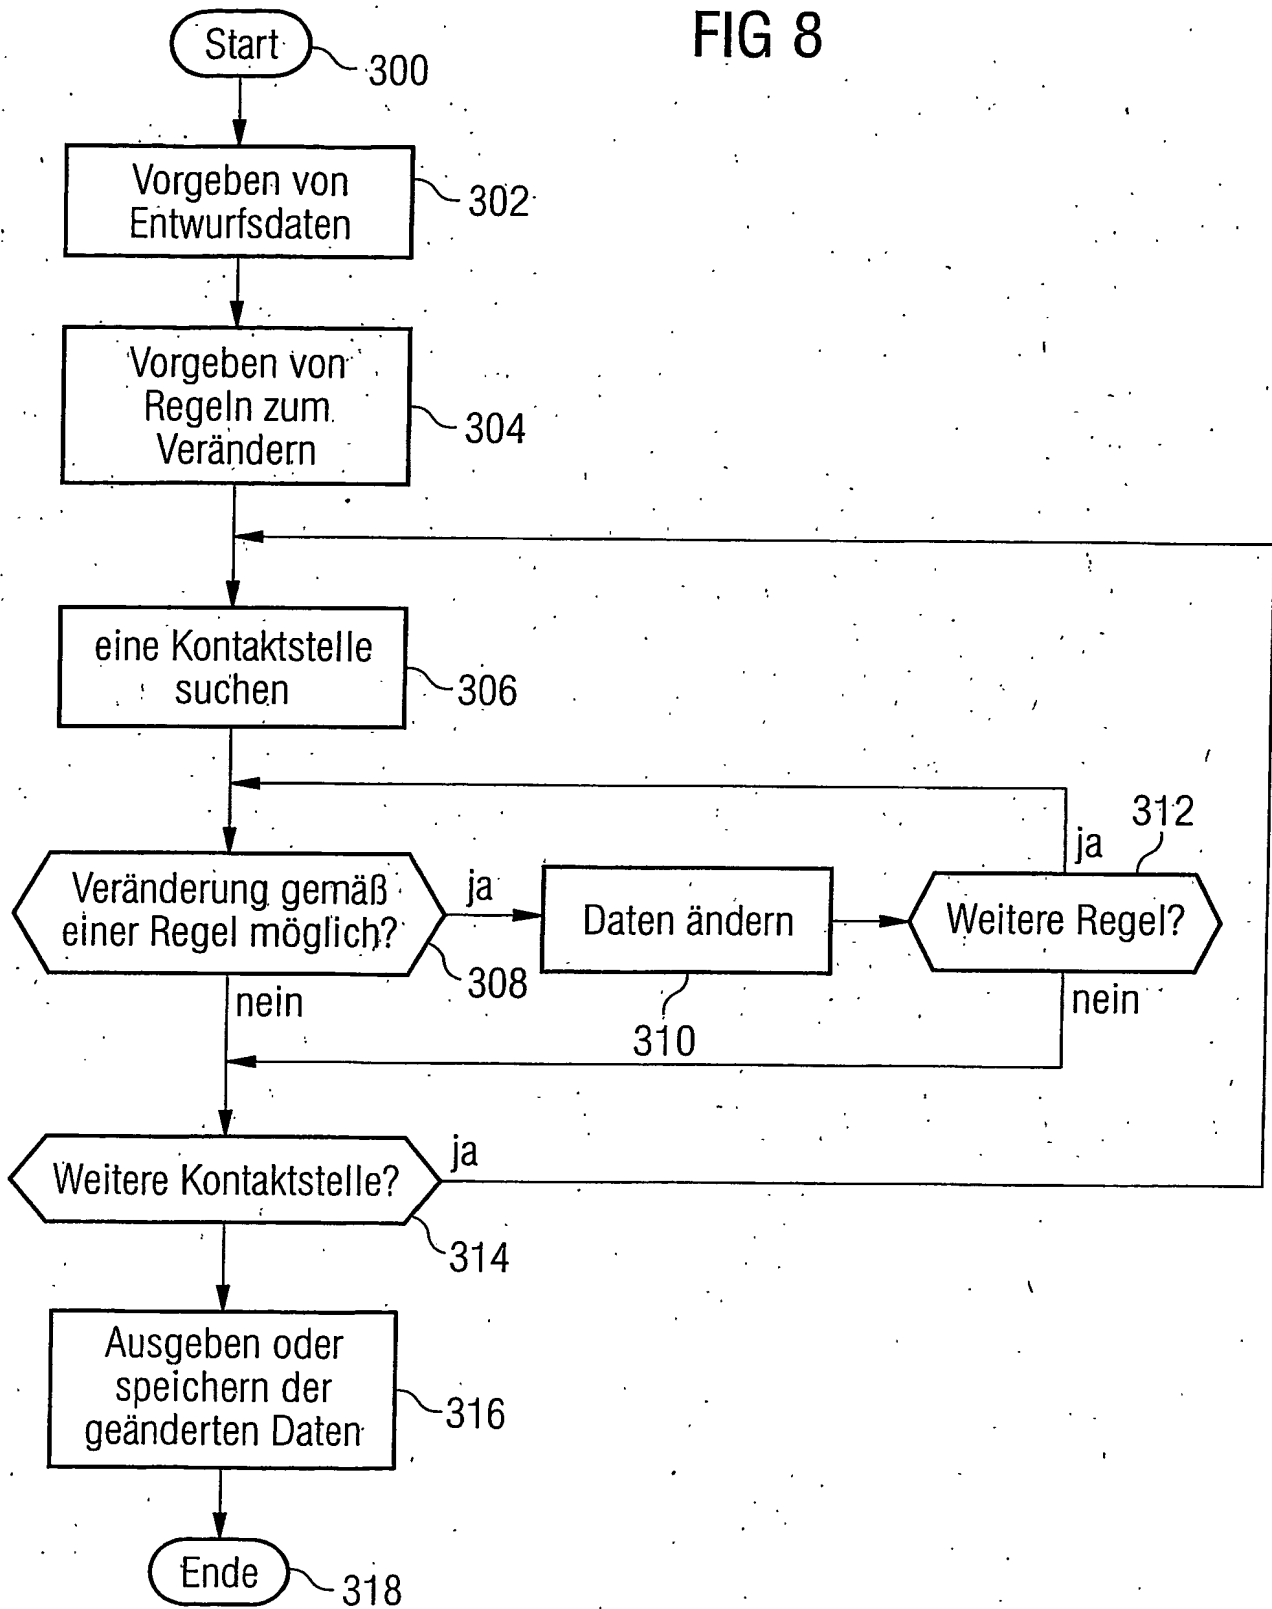 FIG 8
Start
300
Vorgeben von
Entwurfsdaten
302
Vorgeben von
Regeln zum
Verändern
304
eine Kontaktstelle
suchen
306
Veränderung gemäß
einer Regel möglich?
308
ja
nein
Daten ändern
310
Weitere Regel?
312
ja
nein
Weitere Kontaktstelle?
314
ja
Ausgeben oder
speichern der
geänderten Daten
316
Ende
318